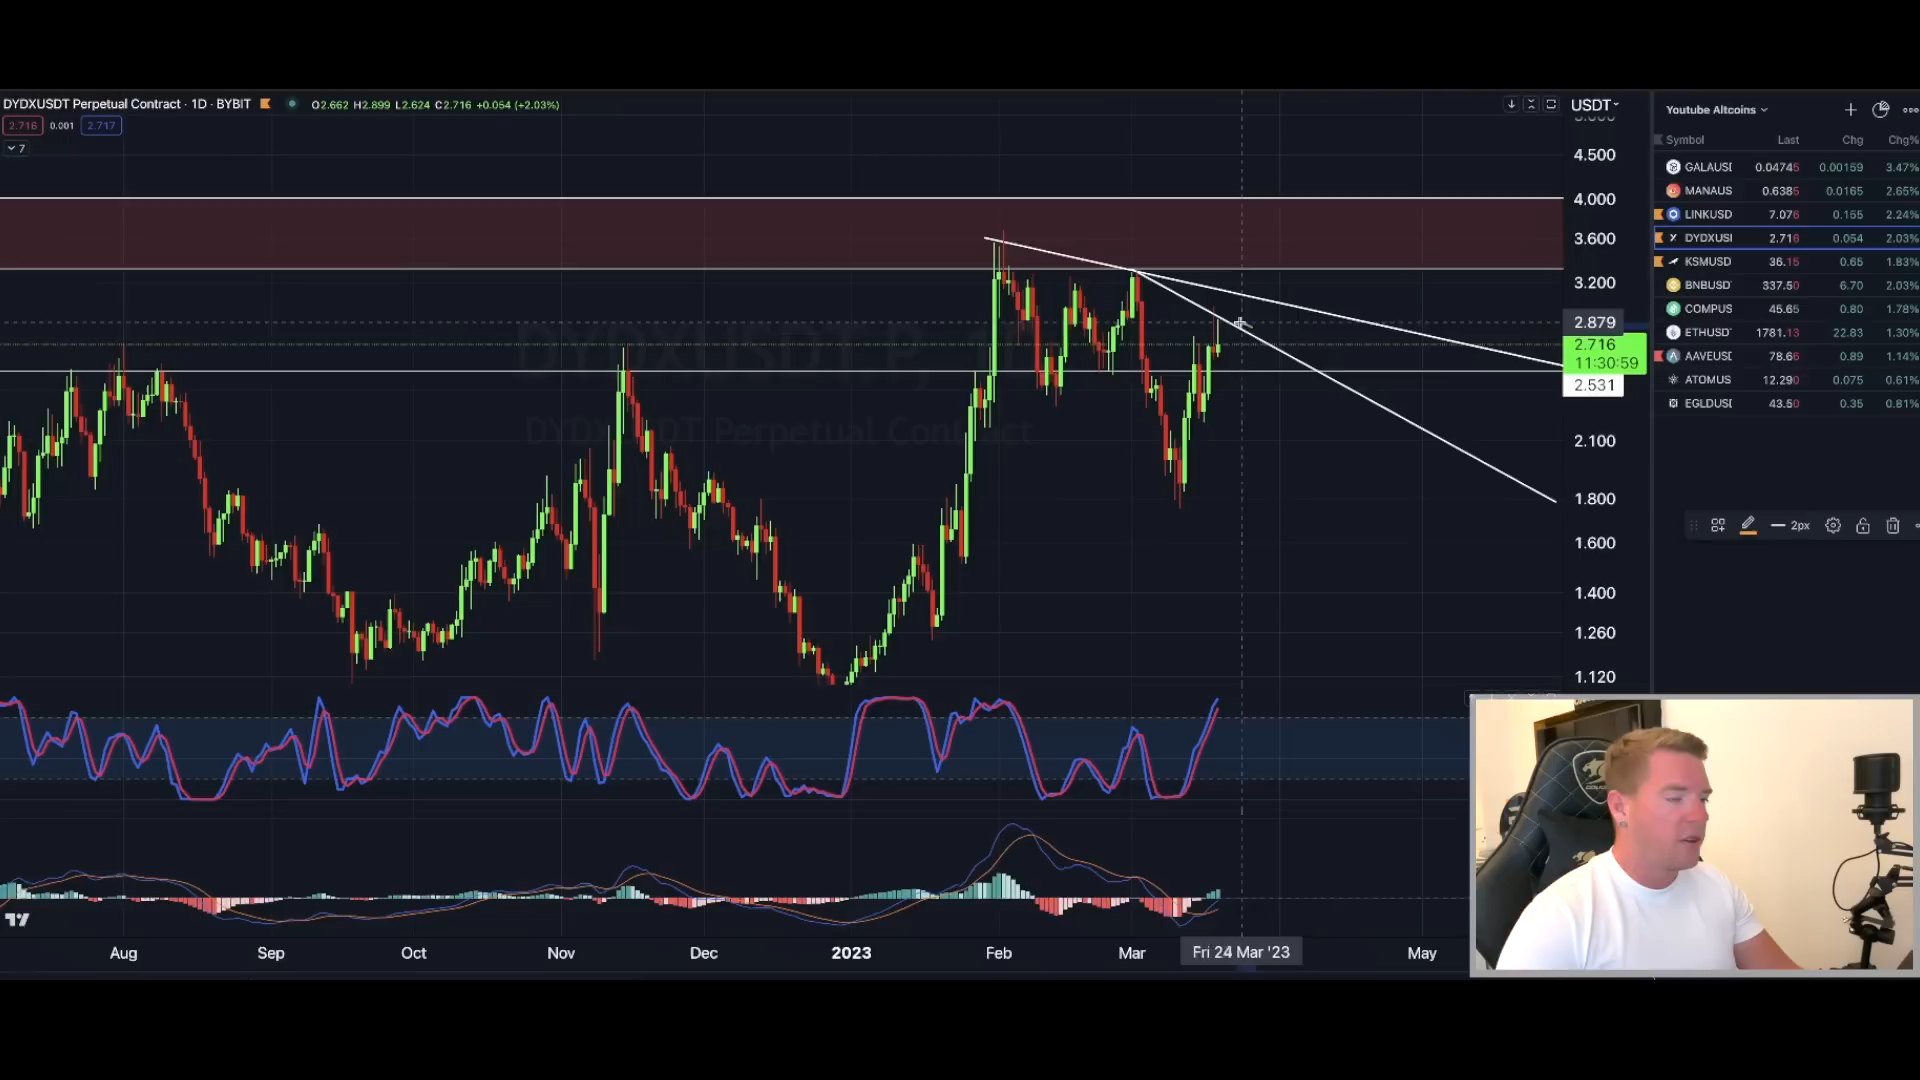 DYDXUSDT Perpetual Contract · 1D · BYBIT O2.662 H2.899 L2.624 C2.716 +0.054 (+2.03%)
2.716 0.001 2.717
7
USDT
4.500
4.000
3.600
3.200
2.879
2.716
11:30:59
2.531
2.100
1.800
1.600
1.400
1.260
1.120
DYDXUSDT Perpetual Contract
Aug Sep Oct Nov Dec 2023 Feb Mar Fri 24 Mar '23 May
Youtube Altcoins
Symbol Last Chg Chg%
GALAUSI 0.04745 0.00159 3.47%
MANAUS 0.6385 0.0165 2.65%
LINKUSD 7.076 0.155 2.24%
DYDXUSI 2.716 0.054 2.03%
KSMUSD 36.15 0.65 1.83%
BNBUSD 337.50 6.70 2.03%
COMPUS 45.65 0.80 1.78%
ETHUSD 1781.13 22.83 1.30%
AAVEUSI 78.66 0.89 1.14%
ATOMUS 12.290 0.075 0.61%
EGLDUSI 43.50 0.35 0.81%
2px